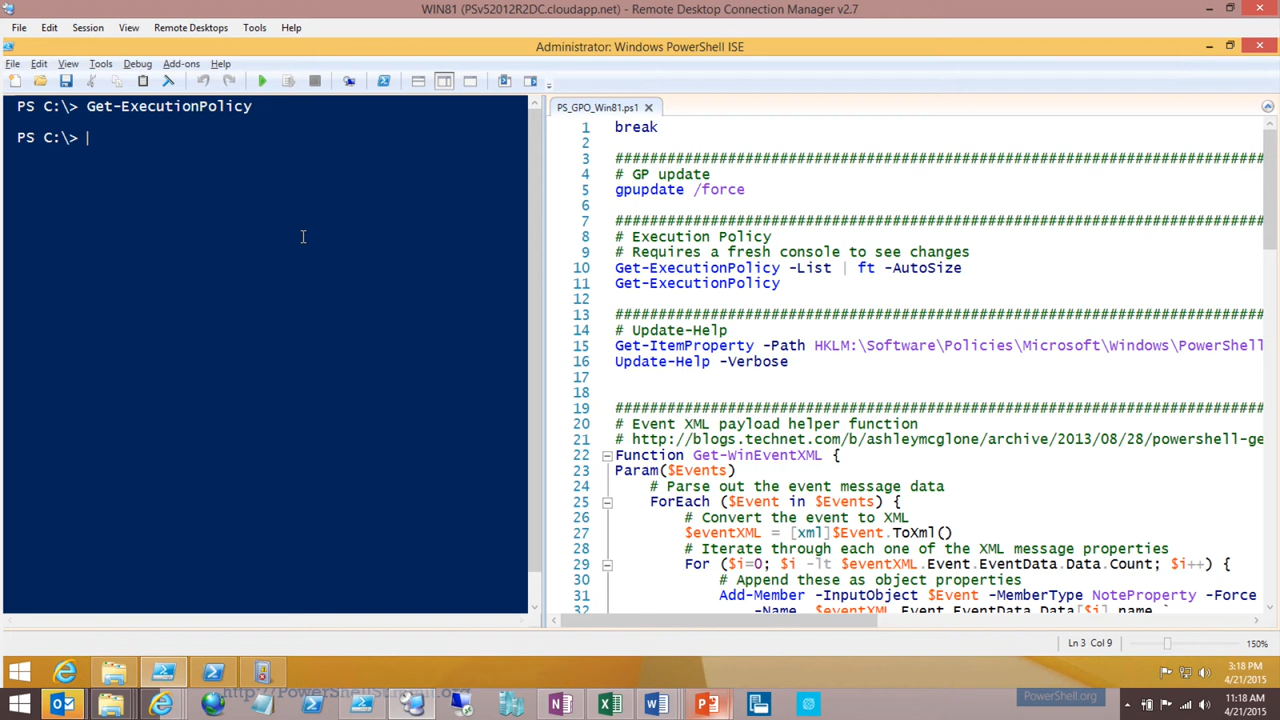 WIN81 (PSv52012R2DC.cloudapp.net) - Remote Desktop Connection Manager v2.7
File Edit Session View Remote Desktops Tools Help
Administrator: Windows PowerShell ISE
File Edit View Tools Debug Add-ons Help
PS C:\> Get-ExecutionPolicy
PS C:\>
PS_GPO_Win81.ps1
1 break
2
3 ###########################################################################
4 # GP update
5 gpupdate /force
6
7 ###########################################################################
8 # Execution Policy
9 # Requires a fresh console to see changes
10 Get-ExecutionPolicy -List | ft -AutoSize
11 Get-ExecutionPolicy
12
13 ###########################################################################
14 # Update-Help
15 Get-ItemProperty -Path HKLM:\Software\Policies\Microsoft\Windows\PowerShell
16 Update-Help -Verbose
17
18
19 ###########################################################################
20 # Event XML payload helper function
21 # http://blogs.technet.com/b/ashleymcglone/archive/2013/08/28/powershell-ge
22 Function Get-WinEventXML {
23 Param($Events)
24 # Parse out the event message data
25 ForEach ($Event in $Events) {
26 # Convert the event to XML
27 $eventXML = [xml]$Event.ToXml()
28 # Iterate through each one of the XML message properties
29 For ($i=0; $i -lt $eventXML.Event.EventData.Data.Count; $i++) {
30 # Append these as object properties
31 Add-Member -InputObject $Event -MemberType NoteProperty -Force
32 -Name $eventXML.Event.EventData.Data[$i].name `
Ln 3 Col 9 150%
3:18 PM
4/21/2015
PowerShell.org
11:18 AM
4/21/2015